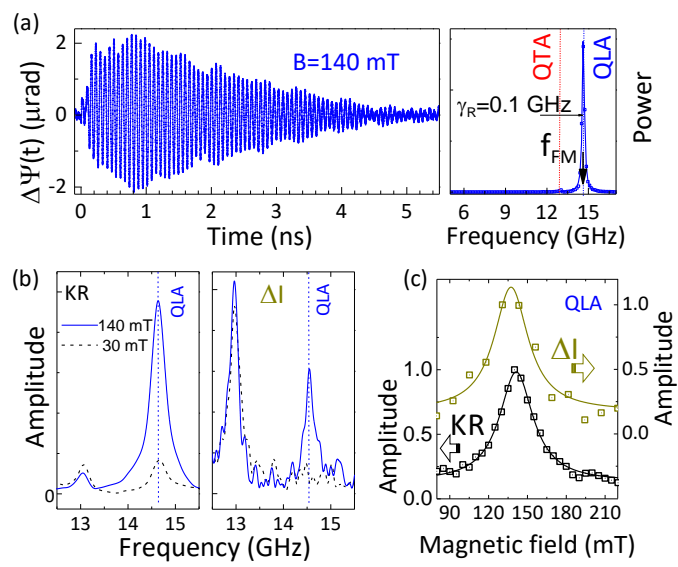 (a)
B=140 mT
ΔΨ(t) (μrad)
2
0
-2
0 1 2 3 4 5
Time (ns)
QTA
QLA
γR=0.1 GHz
fFM
Power
6 9 12 15
Frequency (GHz)
(b)
KR
140 mT
30 mT
QLA
ΔI
QLA
Amplitude
0
13 14 15 13 14 15
Frequency (GHz)
(c)
QLA
ΔI
KR
Amplitude
1.0
0.5
0.0
Amplitude
1.0
0.5
0.0
90 120 150 180 210
Magnetic field (mT)